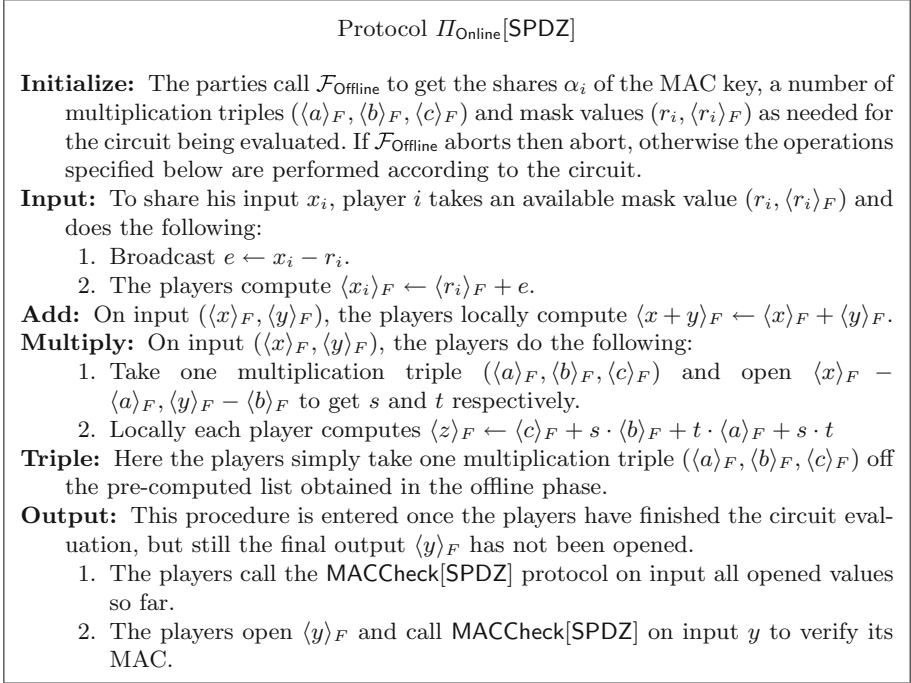 Protocol Π_Online[SPDZ]
Initialize: The parties call F_Offline to get the shares α_i of the MAC key, a number of
multiplication triples (⟨a⟩_F, ⟨b⟩_F, ⟨c⟩_F) and mask values (r_i, ⟨r_i⟩_F) as needed for
the circuit being evaluated. If F_Offline aborts then abort, otherwise the operations
specified below are performed according to the circuit.
Input: To share his input x_i, player i takes an available mask value (r_i, ⟨r_i⟩_F) and
does the following:
1. Broadcast e ← x_i − r_i.
2. The players compute ⟨x_i⟩_F ← ⟨r_i⟩_F + e.
Add: On input (⟨x⟩_F, ⟨y⟩_F), the players locally compute ⟨x + y⟩_F ← ⟨x⟩_F + ⟨y⟩_F.
Multiply: On input (⟨x⟩_F, ⟨y⟩_F), the players do the following:
1. Take one multiplication triple (⟨a⟩_F, ⟨b⟩_F, ⟨c⟩_F) and open ⟨x⟩_F −
⟨a⟩_F, ⟨y⟩_F − ⟨b⟩_F to get s and t respectively.
2. Locally each player computes ⟨z⟩_F ← ⟨c⟩_F + s · ⟨b⟩_F + t · ⟨a⟩_F + s · t
Triple: Here the players simply take one multiplication triple (⟨a⟩_F, ⟨b⟩_F, ⟨c⟩_F) off
the pre-computed list obtained in the offline phase.
Output: This procedure is entered once the players have finished the circuit eval-
uation, but still the final output ⟨y⟩_F has not been opened.
1. The players call the MACCheck[SPDZ] protocol on input all opened values
so far.
2. The players open ⟨y⟩_F and call MACCheck[SPDZ] on input y to verify its
MAC.